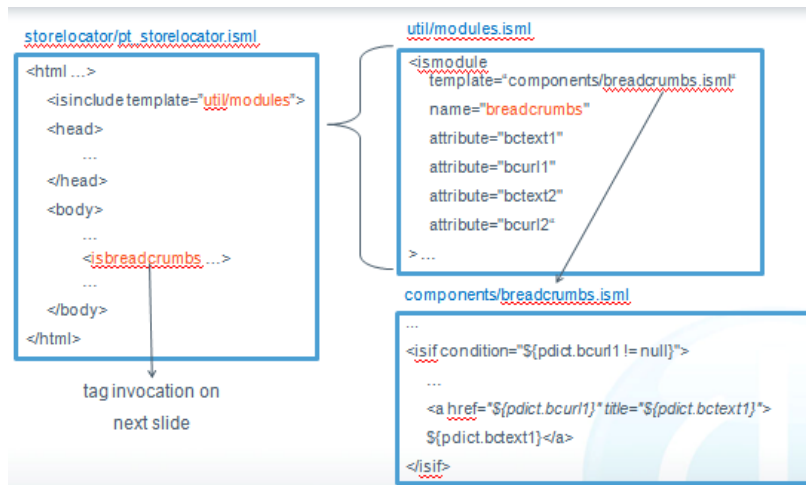 storelocator/pt_storelocator.isml
<html ...>
<isinclude template="util/modules">
<head>
...
</head>
<body>
...
<isbreadcrumbs ...>
...
</body>
</html>
tag invocation on
next slide
util/modules.isml
<ismodule
template=“components/breadcrumbs.isml“
name="breadcrumbs"
attribute="bctext1"
attribute="bcurl1"
attribute="bctext2"
attribute="bcurl2“
> ...
components/breadcrumbs.isml
...
<isif condition="${pdict.bcurl1 != null}">
...
<a href="${pdict.bcurl1}" title="${pdict.bctext1}">
${pdict.bctext1}</a>
</isif>